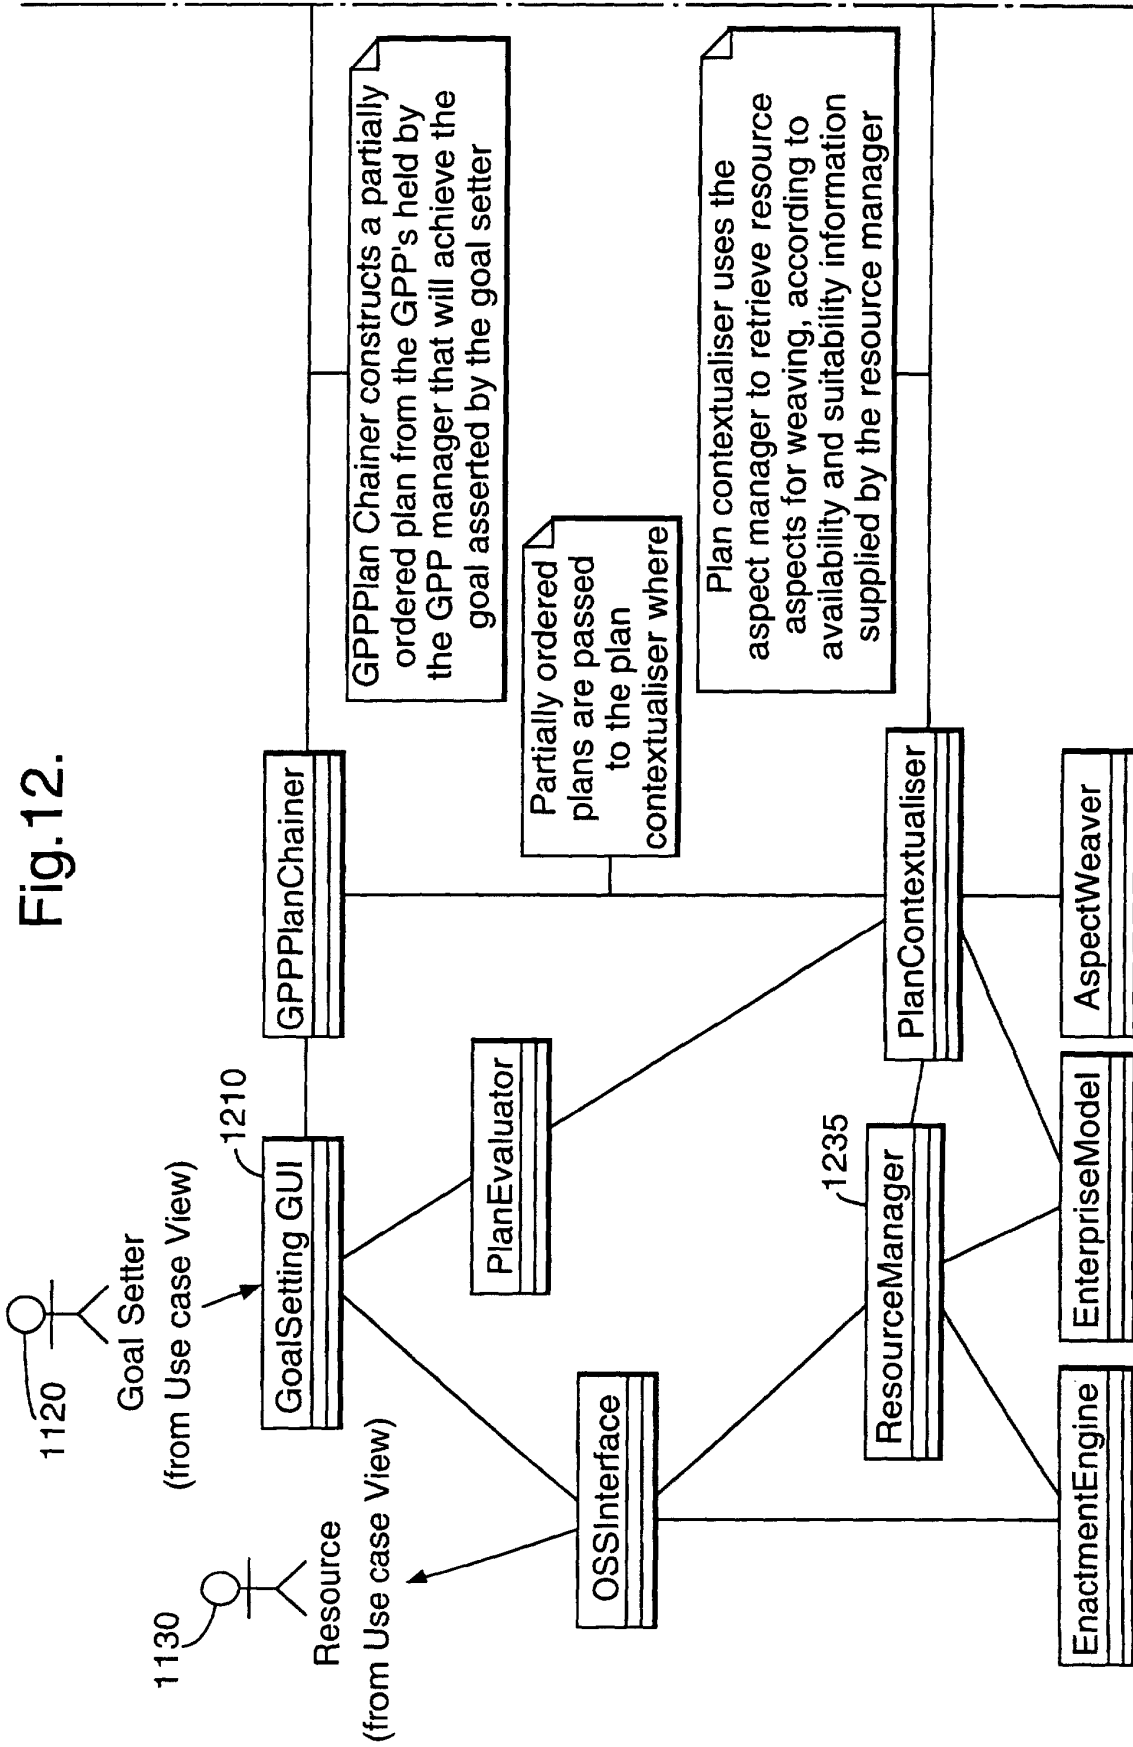 Fig.12.
1120
Goal Setter
(from Use case View)
1130
Resource
(from Use case View)
GoalSetting GUI
1210
GPPPlanChainer
GPPPlan Chainer constructs a partially
ordered plan from the GPP's held by
the GPP manager that will achieve the
goal asserted by the goal setter
PlanEvaluator
Partially ordered
plans are passed
to the plan
contextualiser where
OSSInterface
Plan contextualiser uses the
aspect manager to retrieve resource
aspects for weaving, according to
availability and suitability information
supplied by the resource manager
ResourceManager
1235
PlanContextualiser
EnactmentEngine
EnterpriseModel
AspectWeaver